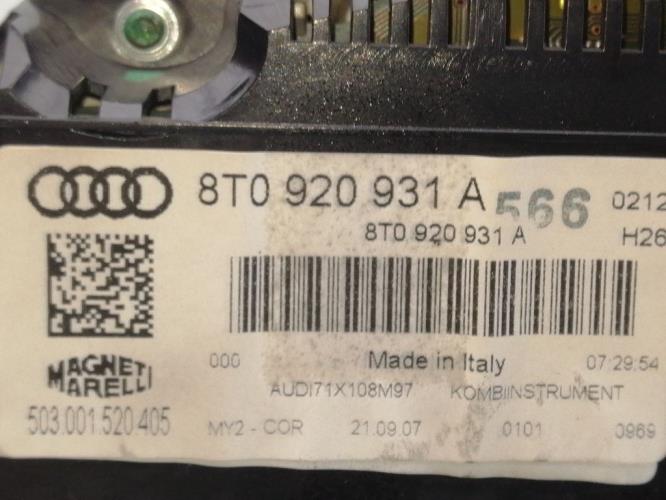 8T0 920 931 A 566 0212
8T0 920 931 A H26
000 Made in Italy 07:29:54
MAGNETI MARELLI
AUDI71X108M97 KOMBIINSTRUMENT
503.001.520.405
MY2 - COR 21.09.07 0101 0969